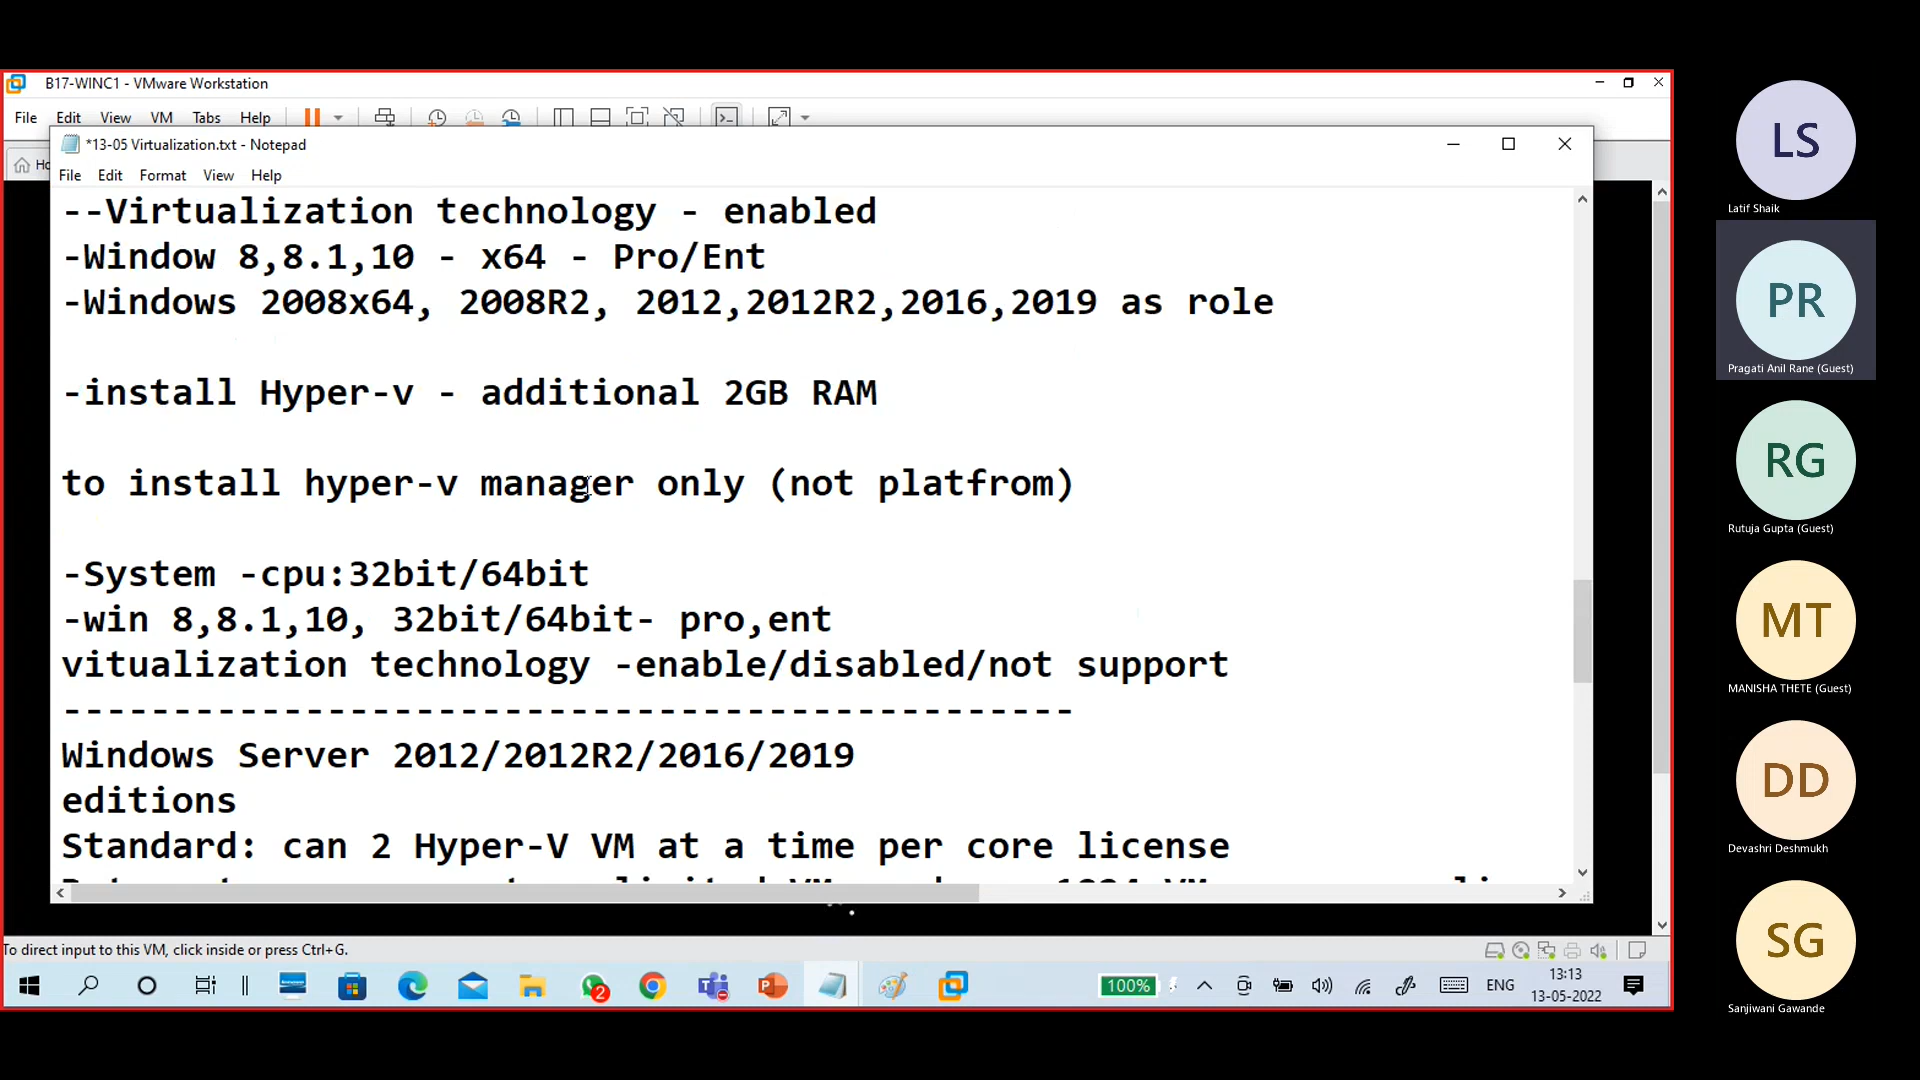 B17-WINC1 - VMware Workstation
File Edit View VM Tabs Help
*13-05 Virtualization.txt - Notepad
File Edit Format View Help
--Virtualization technology - enabled
-Window 8,8.1,10 - x64 - Pro/Ent
-Windows 2008x64, 2008R2, 2012,2012R2,2016,2019 as role
-install Hyper-v - additional 2GB RAM
to install hyper-v manager only (not platfrom)
-System -cpu:32bit/64bit
-win 8,8.1,10, 32bit/64bit- pro,ent
vitualization technology -enable/disabled/not support
----------------------------------------------
Windows Server 2012/2012R2/2016/2019
editions
Standard: can 2 Hyper-V VM at a time per core license
To direct input to this VM, click inside or press Ctrl+G.
2
100%
ENG
13:13
13-05-2022
LS
Latif Shaik
PR
Pragati Anil Rane (Guest)
RG
Rutuja Gupta (Guest)
MT
MANISHA THETE (Guest)
DD
Devashri Deshmukh
SG
Sanjiwani Gawande